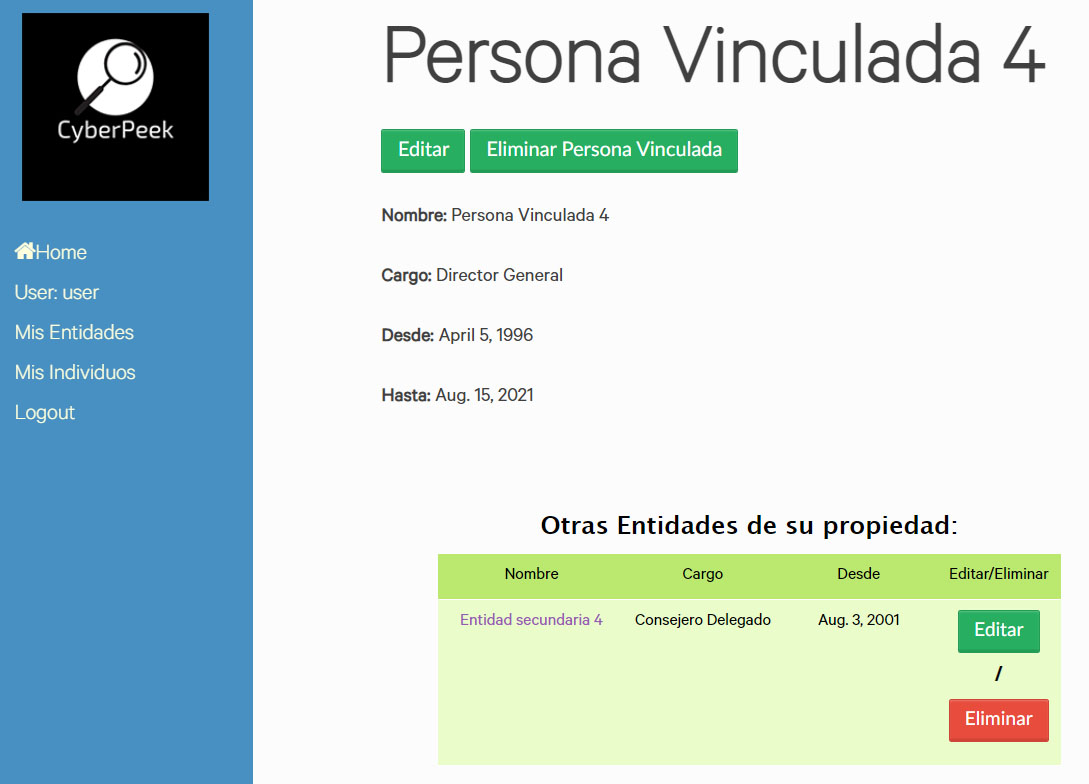 CyberPeek
Home
User: user
Mis Entidades
Mis Individuos
Logout
Persona Vinculada 4
Editar Eliminar Persona Vinculada
Nombre: Persona Vinculada 4
Cargo: Director General
Desde: April 5, 1996
Hasta: Aug. 15, 2021
Otras Entidades de su propiedad:
Nombre Cargo Desde Editar/Eliminar
Entidad secundaria 4 Consejero Delegado Aug. 3, 2001 Editar
/
Eliminar